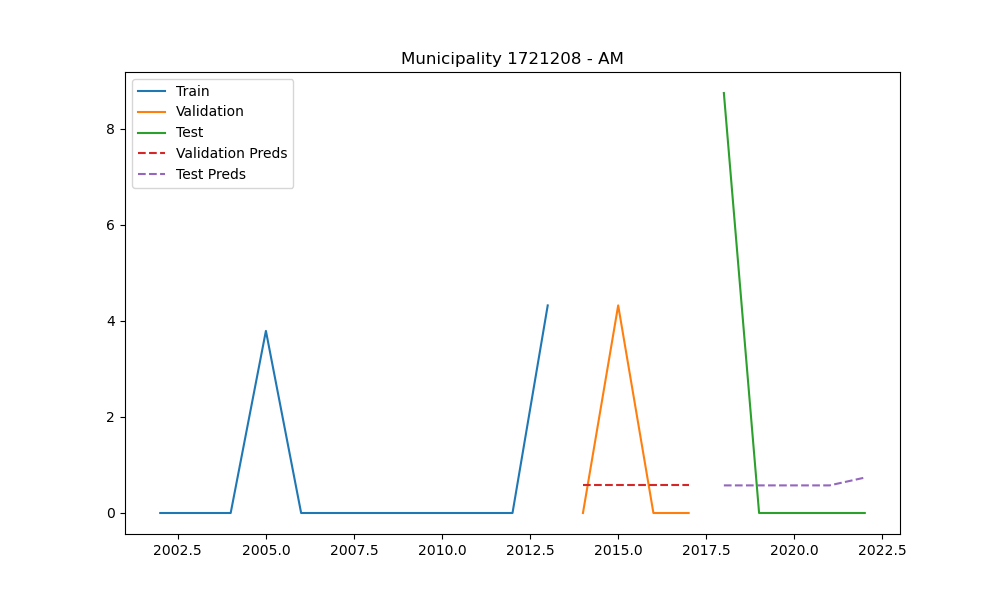 Municipality 1721208 - AM
Train
Validation
Test
Validation Preds
Test Preds
8
6
4
2
0
2002.5 2005.0 2007.5 2010.0 2012.5 2015.0 2017.5 2020.0 2022.5